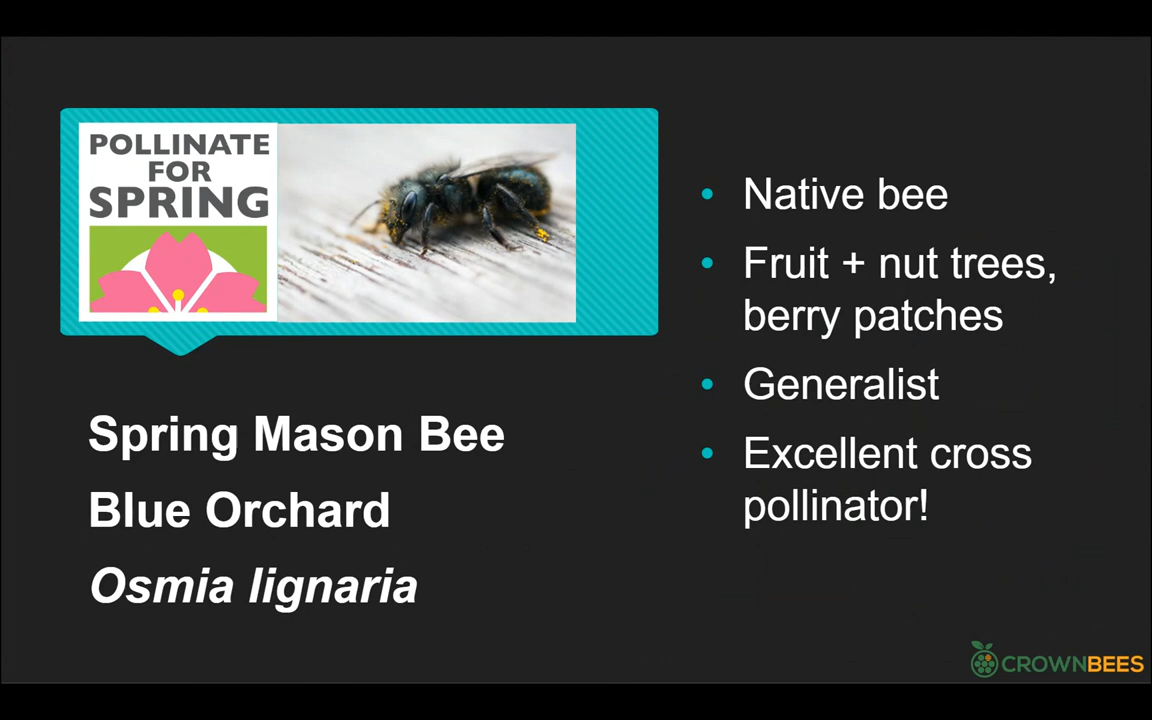 POLLINATE
FOR
SPRING
Spring Mason Bee
Blue Orchard
Osmia lignaria
• Native bee
• Fruit + nut trees,
berry patches
• Generalist
• Excellent cross
pollinator!
CROWNBEES